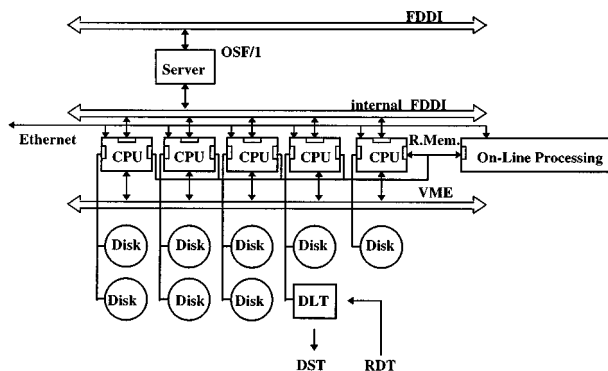 FDDI
OSF/1
Server
internal FDDI
Ethernet
R.Mem.
CPU CPU CPU CPU CPU
On-Line Processing
VME
Disk Disk Disk Disk Disk
Disk Disk Disk DLT
DST RDT